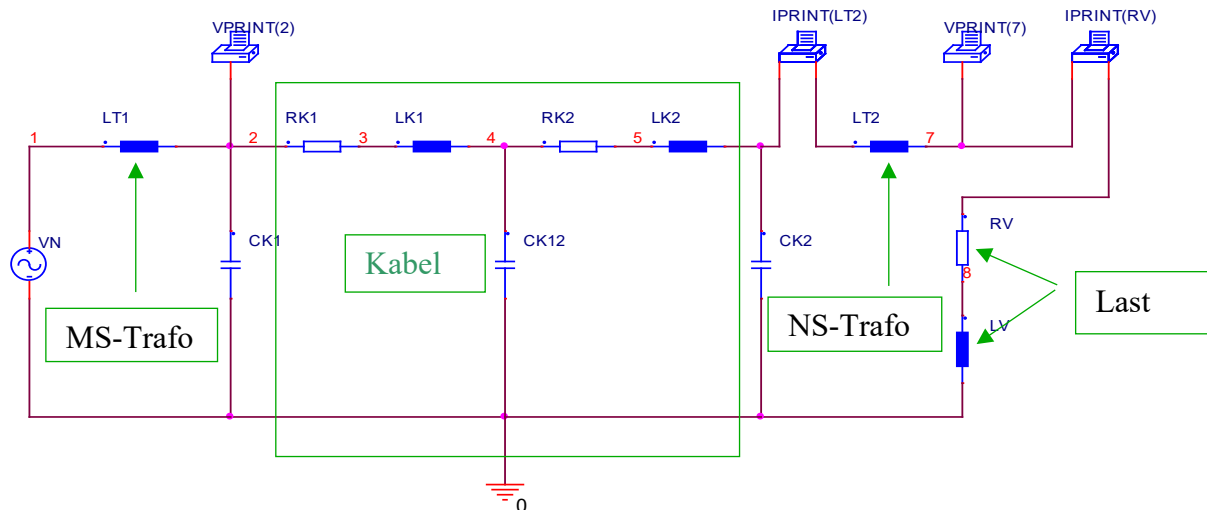 VPRINT(2)
IPRINT(LT2)
VPRINT(7)
IPRINT(RV)
1
LT1
2
RK1
3
LK1
4
RK2
5
LK2
LT2
7
VN
CK1
Kabel
CK12
CK2
RV
8
LV
MS-Trafo
NS-Trafo
Last
0